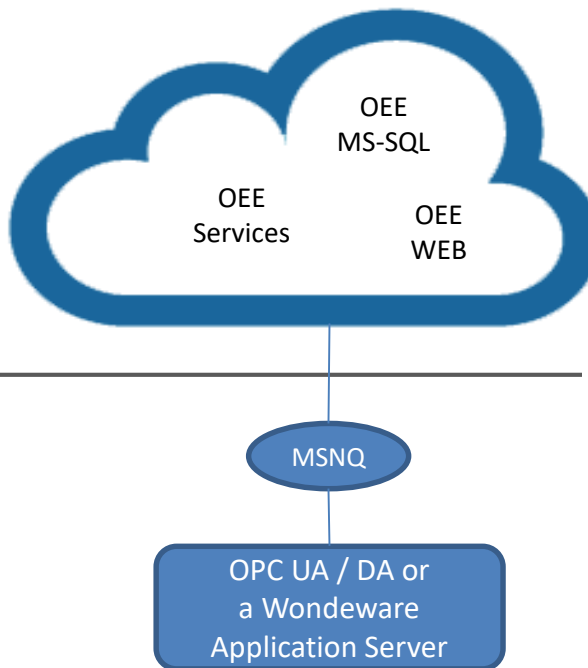 OEE
MS-SQL
OEE
Services
OEE
WEB
MSNQ
OPC UA / DA or
a Wondeware
Application Server